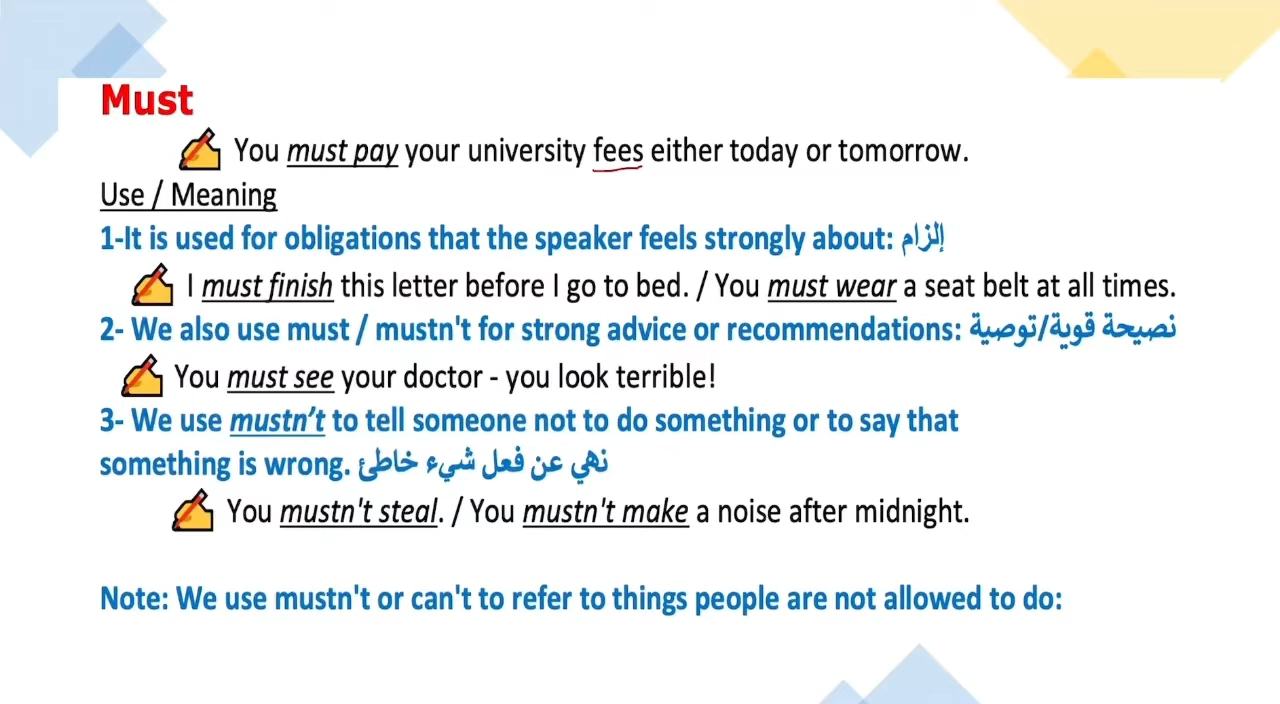 Must
✍ You must pay your university fees either today or tomorrow.
Use / Meaning
1-It is used for obligations that the speaker feels strongly about: إلزام
✍ I must finish this letter before I go to bed. / You must wear a seat belt at all times.
2- We also use must / mustn't for strong advice or recommendations: نصيحة قوية/توصية
✍ You must see your doctor - you look terrible!
3- We use mustn’t to tell someone not to do something or to say that
something is wrong. نهي عن فعل شيء خاطئ
✍ You mustn't steal. / You mustn't make a noise after midnight.
Note: We use mustn't or can't to refer to things people are not allowed to do: